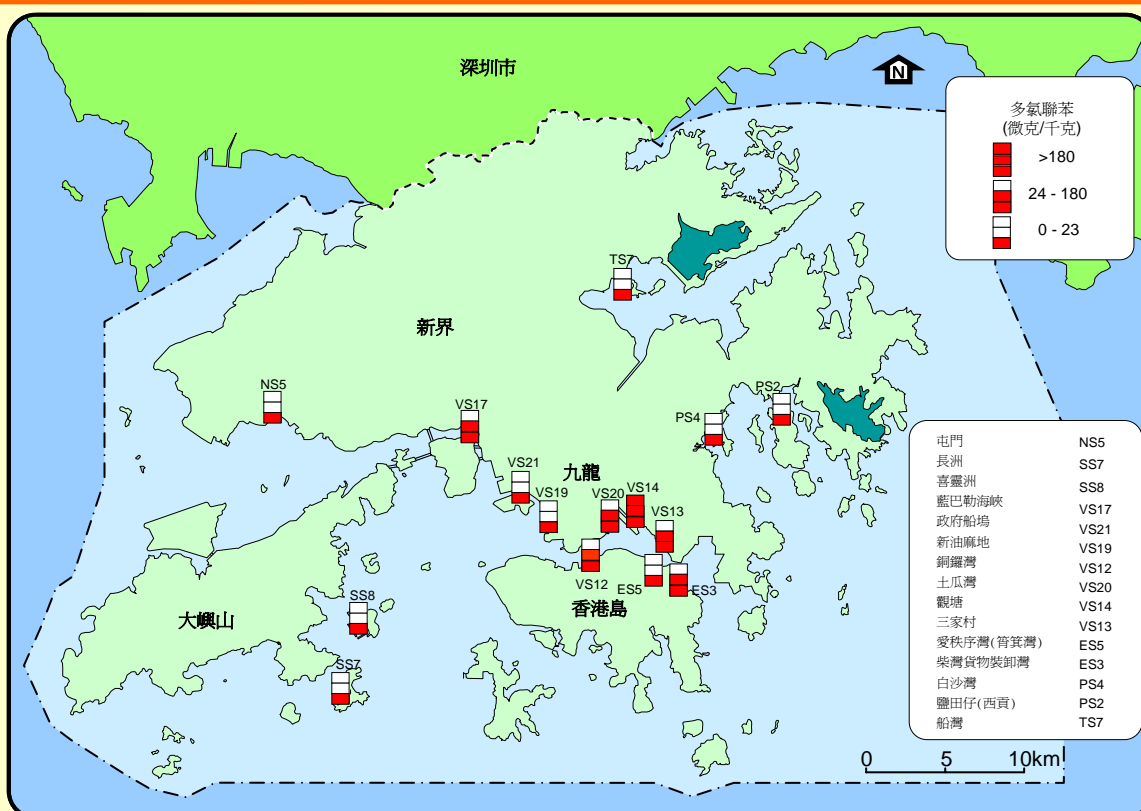 深圳市
N
多氯聯苯
(微克/千克)
>180
24 - 180
0 - 23
TS7
新界
NS5
VS17
PS2
PS4
VS21
九龍
VS19
VS20
VS14
VS13
VS12
ES5
ES3
香港島
大嶼山
SS8
SS7
屯門 NS5
長洲 SS7
喜靈洲 SS8
藍巴勒海峽 VS17
政府船塢 VS21
新油麻地 VS19
銅鑼灣 VS12
土瓜灣 VS20
觀塘 VS14
三家村 VS13
愛秩序灣(筲箕灣) ES5
柴灣貨物裝卸灣 ES3
白沙灣 PS4
鹽田仔(西貢) PS2
船灣 TS7
0 5 10km